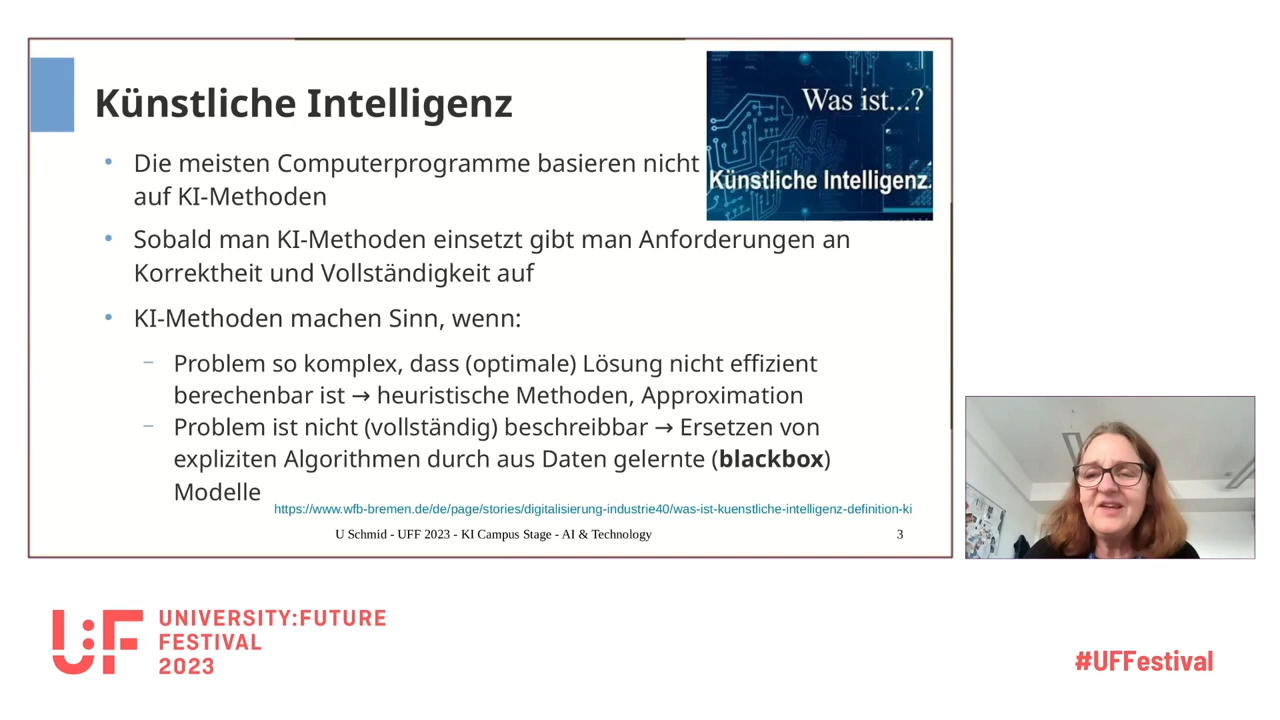 Künstliche Intelligenz
Was ist...?
Künstliche Intelligenz
Die meisten Computerprogramme basieren nicht
auf KI-Methoden
Sobald man KI-Methoden einsetzt gibt man Anforderungen an
Korrektheit und Vollständigkeit auf
KI-Methoden machen Sinn, wenn:
Problem so komplex, dass (optimale) Lösung nicht effizient
berechenbar ist → heuristische Methoden, Approximation
Problem ist nicht (vollständig) beschreibbar → Ersetzen von
expliziten Algorithmen durch aus Daten gelernte (blackbox)
Modelle
https://www.wfb-bremen.de/de/page/stories/digitalisierung-industrie40/was-ist-kuenstliche-intelligenz-definition-ki
U Schmid - UFF 2023 - KI Campus Stage - AI & Technology 3
U:F
UNIVERSITY:FUTURE
FESTIVAL
2023
#UFFestival